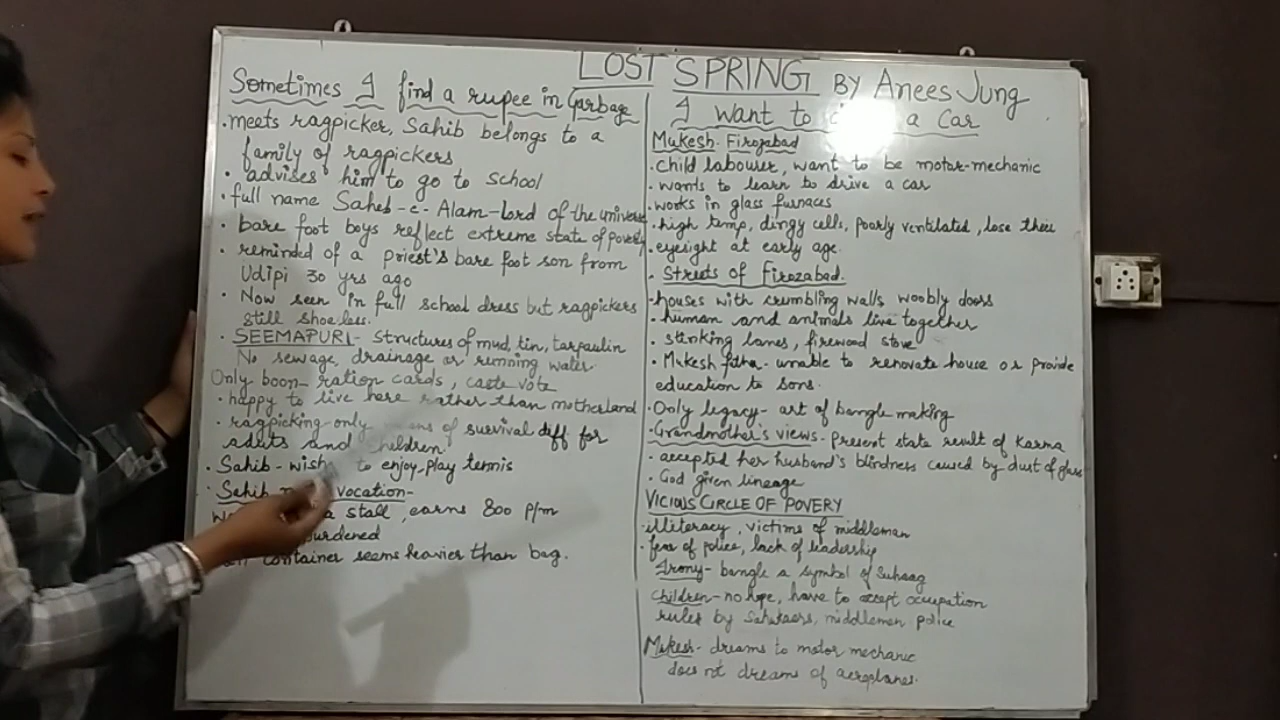 LOST SPRING BY Anees Jung
Sometimes I find a rupee in Garbage
. meets ragpicker, Sahib belongs to a
family of ragpickers
. advises him to go to school
. full name Saheb-e-Alam-lord of the universe
. bare foot boys reflect extreme state of poverty
. reminded of a priest's bare foot son from
Udipi 30 yrs ago
. Now seen in full school dress but ragpickers
still shoeless.
. SEEMAPURI- structures of mud, tin, tarpaulin
No sewage, drainage or running water
Only boon- ration cards, caste vote
. happy to live here rather than motherland
. ragpicking-only of survival diff for
adults and children.
. Sahib - wish to enjoy-play tennis
. Sahib vocation-
a stall, earns 800 P/m
burdened
container seems heavier than bag.
I Want to a Car
Mukesh- Firozabad
. child labourer, want to be motor-mechanic
. wants to learn to drive a car
. works in glass furnaces
. high temp, dingy cells, poorly ventilated, lose their
. eyeight at early age.
. Streets of Firozabad.
. houses with crumbling walls woobly doors
. human and animals live together
. stinking lanes, firewood stove
. Mukesh father- unable to renovate house or provide
education to sons.
. Only legacy- art of bangle making
. Grandmother's views- Present state result of Karma
. accepted her husband's blindness caused by dust of glass
. God given lineage
VICIOUS CIRCLE OF POVERY
. illiteracy, victims of middleman
. fear of police, lack of leadership
Irony- bangle a symbol of Suhaag
Children- no hope, have to accept occupation
rules by Sahukaers, middlemen police
Mukesh- dreams to motor mechanic
does not dreams of aeroplanes.